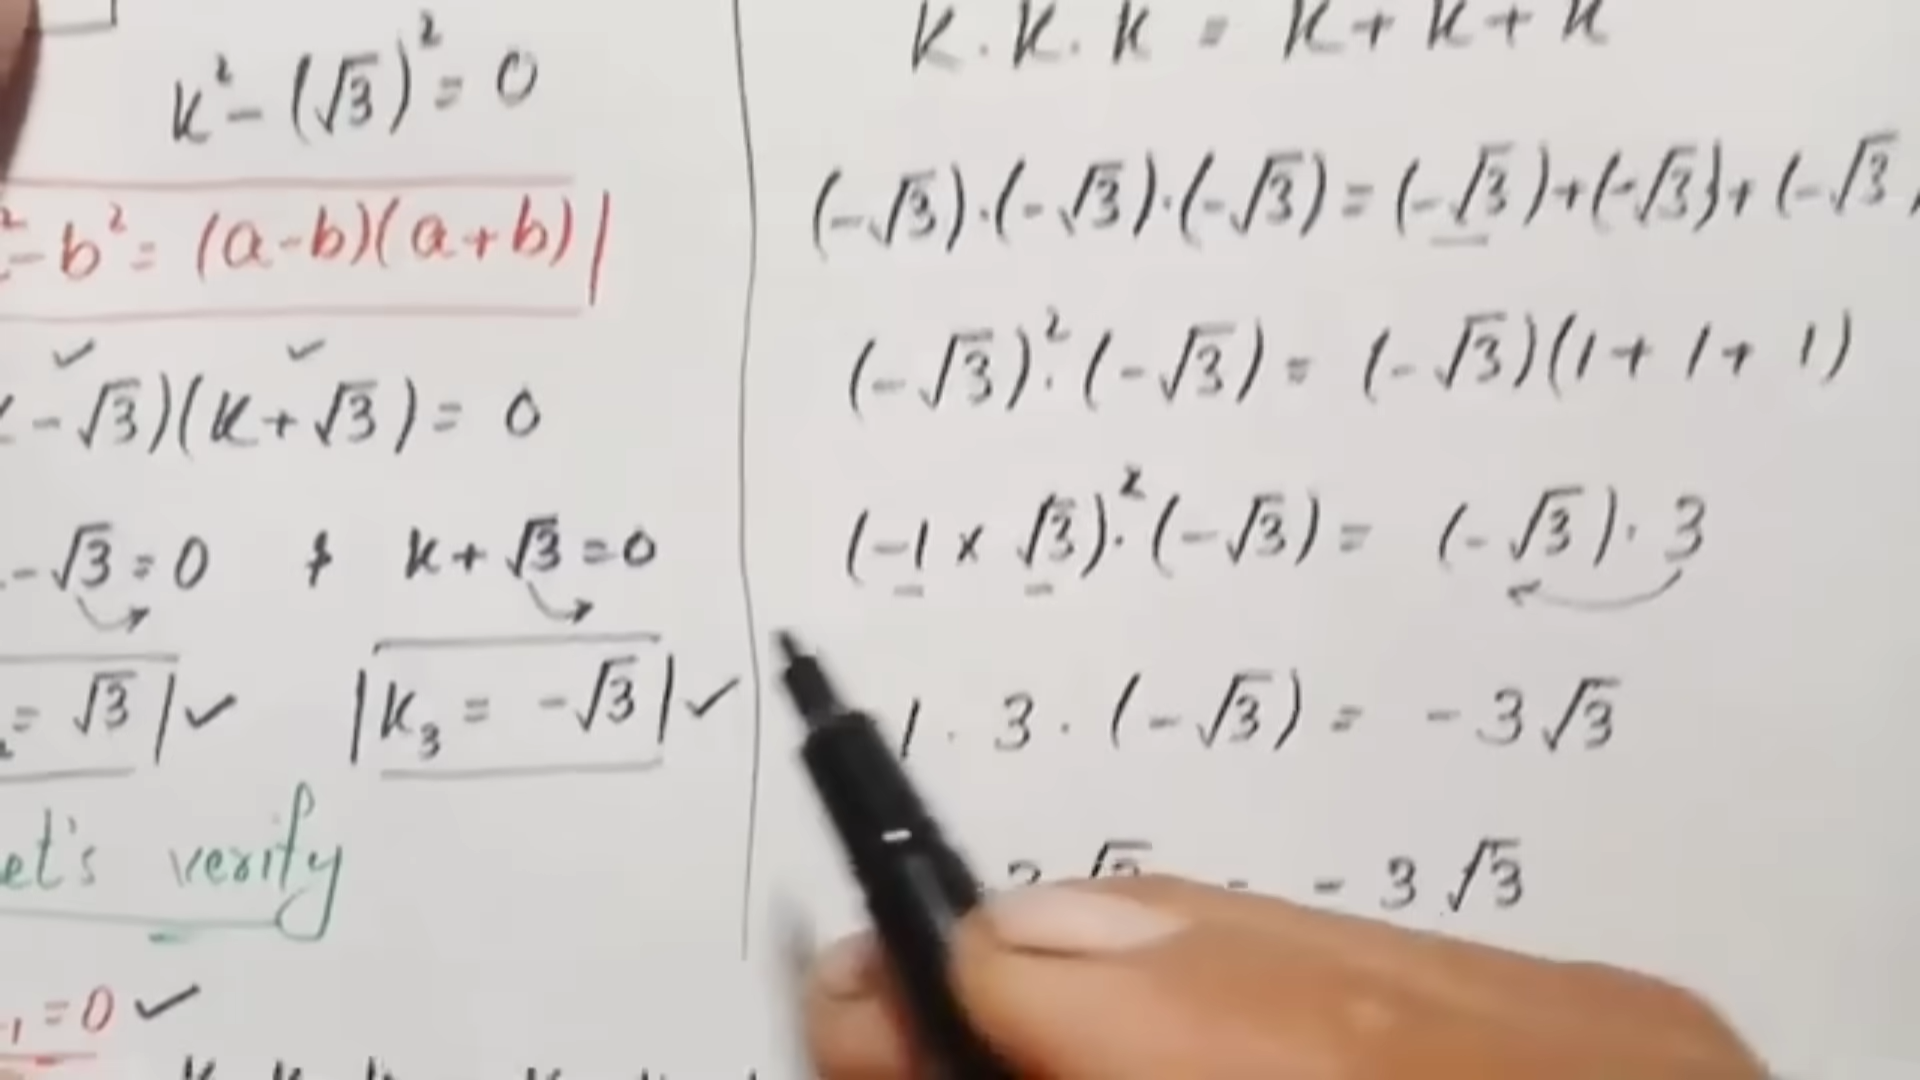 k² - (√3)² = 0
² - b² = (a-b)(a+b)
- √3)(k + √3) = 0
- √3 = 0 & k + √3 = 0
= √3 k₃ = -√3
et's verify
₁ = 0
k . k . k = k + k + k
(-√3).(-√3).(-√3) = (-√3)+(-√3)+(-√3
(-√3)².(-√3) = (-√3)(1 + 1 + 1)
(-1 × √3)².(-√3) = (-√3) . 3
1 . 3 . (-√3) = -3√3
= -3√3